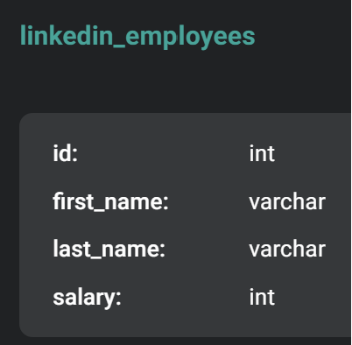 linkedin_employees
id: int
first_name: varchar
last_name: varchar
salary: int